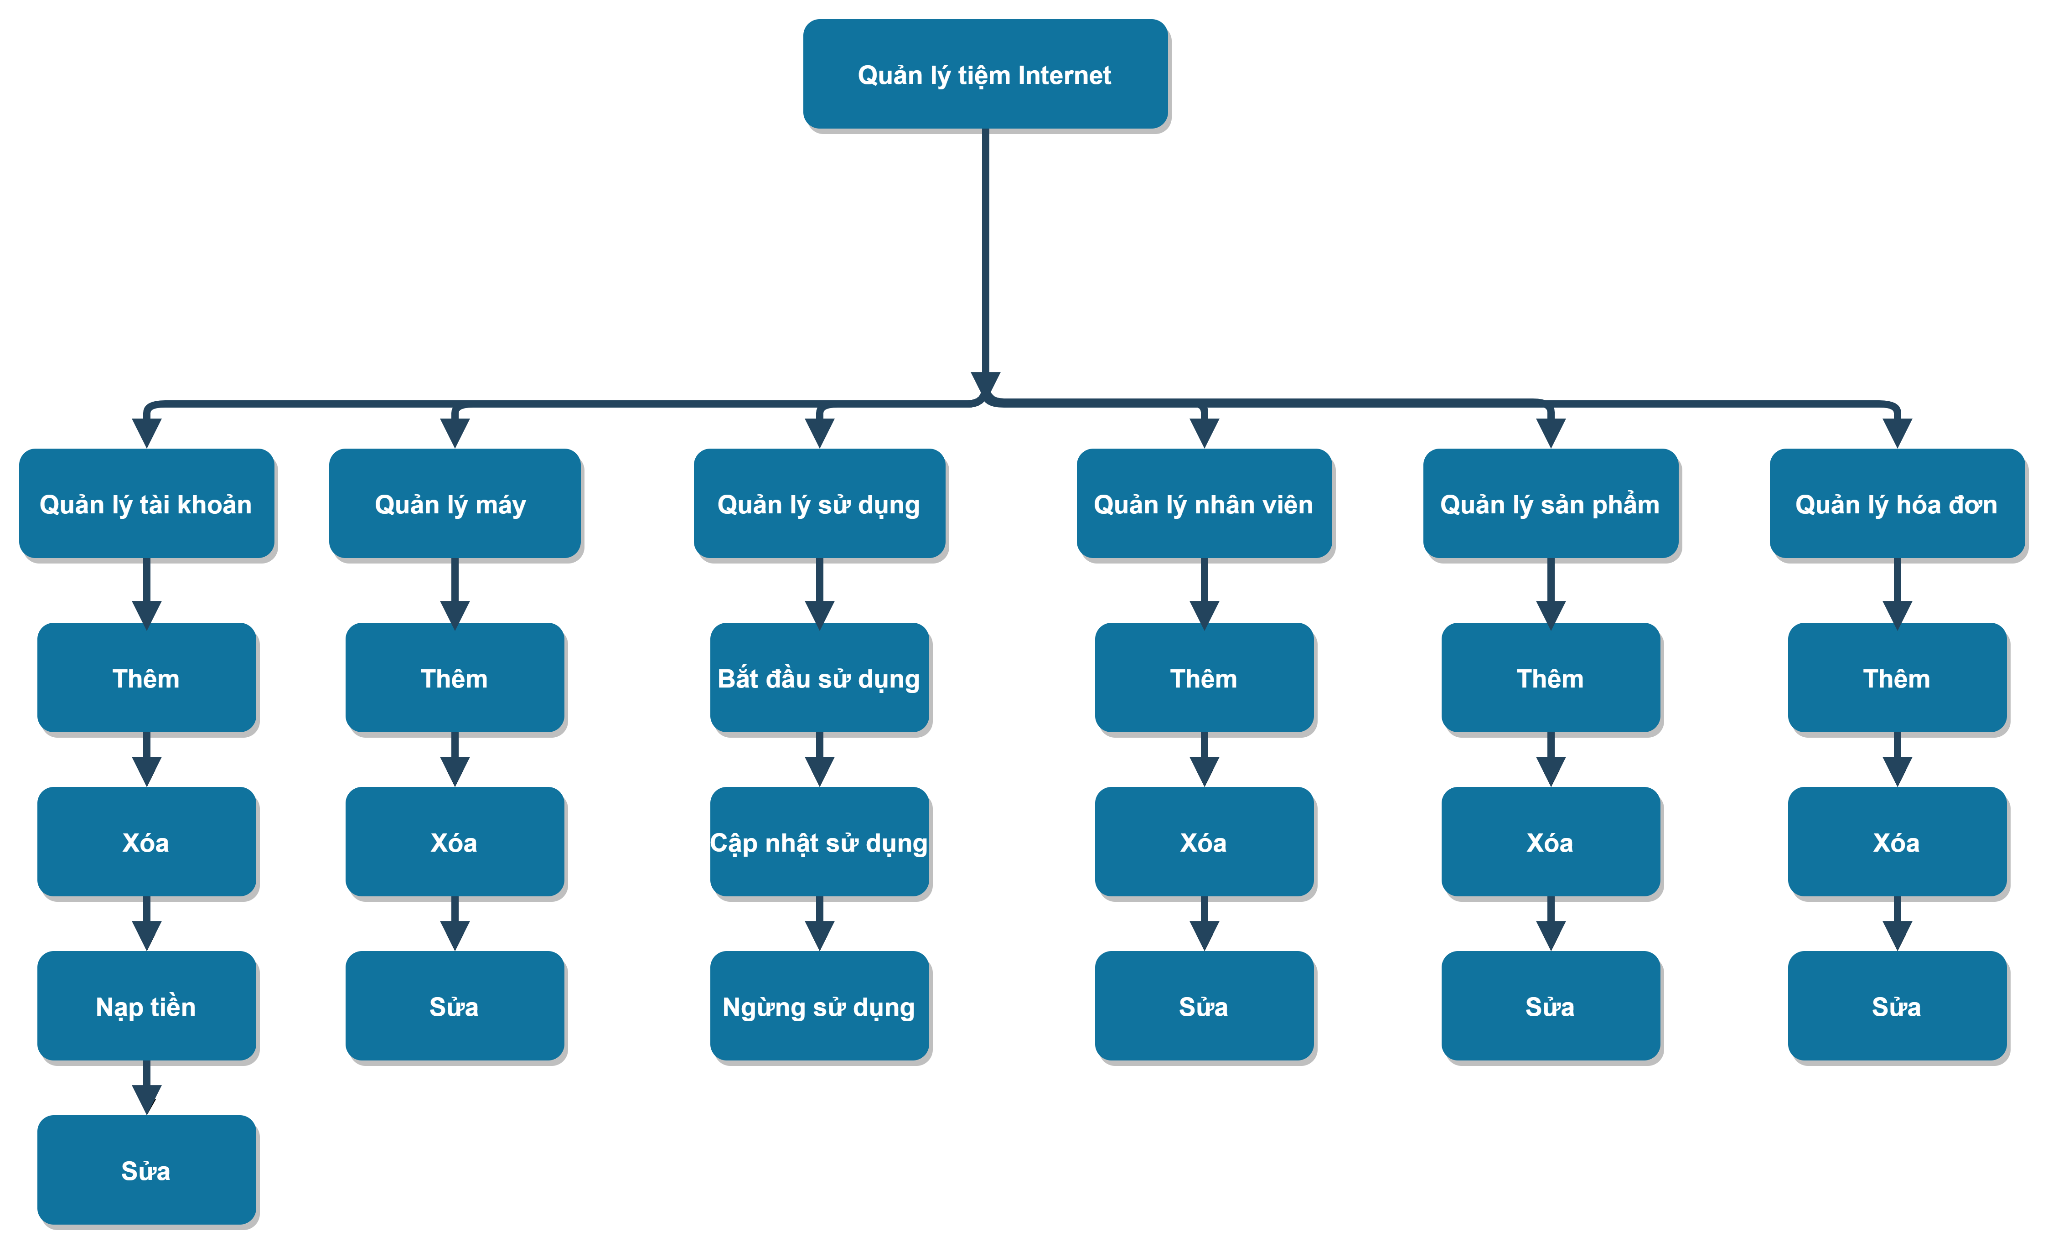 Quản lý tiệm Internet
Quản lý tài khoản
Quản lý máy
Quản lý sử dụng
Quản lý nhân viên
Quản lý sản phẩm
Quản lý hóa đơn
Thêm
Thêm
Bắt đầu sử dụng
Thêm
Thêm
Thêm
Xóa
Xóa
Cập nhật sử dụng
Xóa
Xóa
Xóa
Nạp tiền
Sửa
Ngừng sử dụng
Sửa
Sửa
Sửa
Sửa